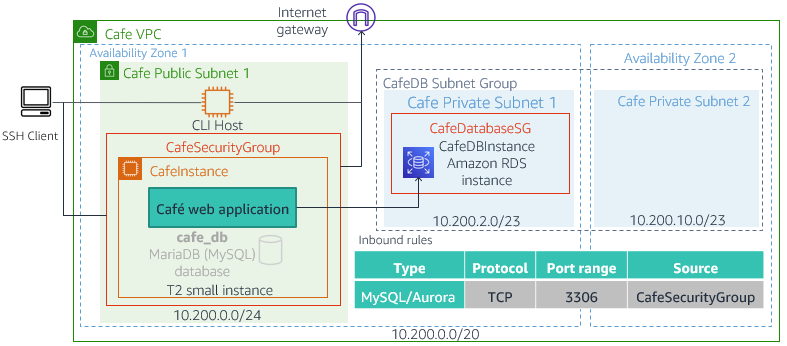 Internet
gateway
Cafe VPC
Availability Zone 1
Availability Zone 2
Cafe Public Subnet 1
CafeDB Subnet Group
Cafe Private Subnet 1
Cafe Private Subnet 2
SSH Client
CLI Host
CafeSecurityGroup
CafeInstance
Café web application
cafe_db
MariaDB (MySQL)
database
T2 small instance
10.200.0.0/24
CafeDatabaseSG
CafeDBInstance
Amazon RDS
instance
10.200.2.0/23
10.200.10.0/23
Inbound rules
Type Protocol Port range Source
MySQL/Aurora TCP 3306 CafeSecurityGroup
10.200.0.0/20